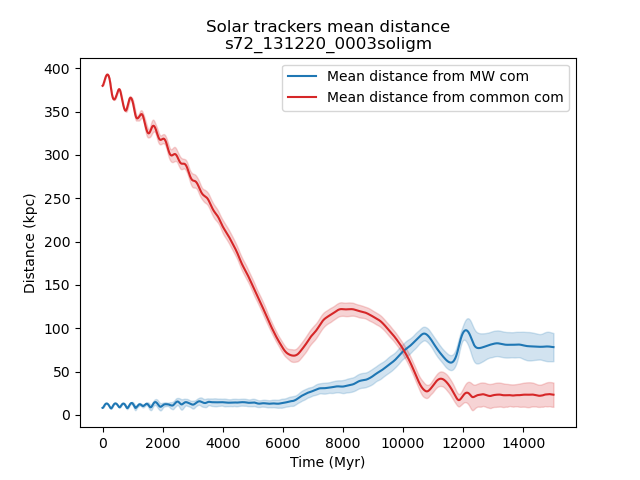 Solar trackers mean distance
s72_131220_0003soligm
Mean distance from MW com
Mean distance from common com
400
350
300
250
200
150
100
50
0
Distance (kpc)
0 2000 4000 6000 8000 10000 12000 14000
Time (Myr)